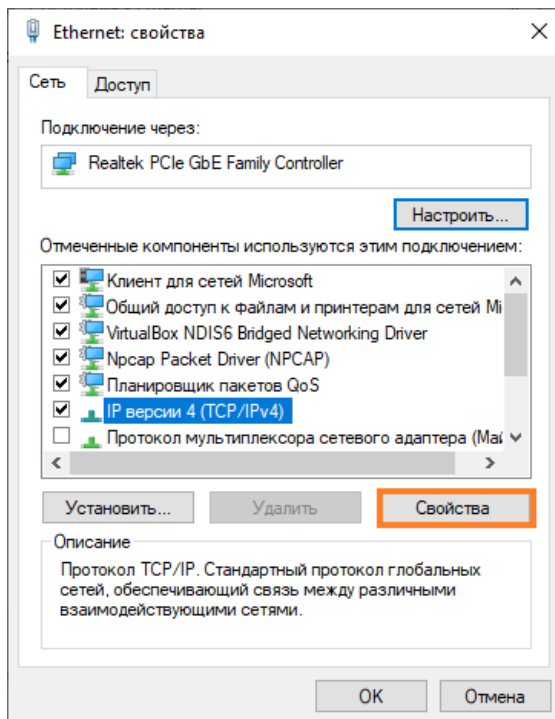 Ethernet: свойства
Сеть Доступ
Подключение через:
Realtek PCIe GbE Family Controller
Настроить...
Отмеченные компоненты используются этим подключением:
Клиент для сетей Microsoft
Общий доступ к файлам и принтерам для сетей Mi
VirtualBox NDIS6 Bridged Networking Driver
Npcap Packet Driver (NPCAP)
Планировщик пакетов QoS
IP версии 4 (TCP/IPv4)
Протокол мультиплексора сетевого адаптера (Май
Установить... Удалить Свойства
Описание
Протокол TCP/IP. Стандартный протокол глобальных
сетей, обеспечивающий связь между различными
взаимодействующими сетями.
OK Отмена